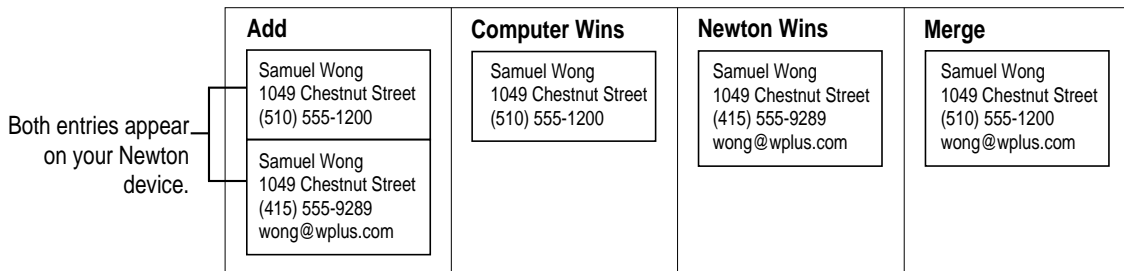 Both entries appear
on your Newton
device.
Add
Samuel Wong
1049 Chestnut Street
(510) 555-1200
Samuel Wong
1049 Chestnut Street
(415) 555-9289
wong@wplus.com
Computer Wins
Samuel Wong
1049 Chestnut Street
(510) 555-1200
Newton Wins
Samuel Wong
1049 Chestnut Street
(415) 555-9289
wong@wplus.com
Merge
Samuel Wong
1049 Chestnut Street
(510) 555-1200
wong@wplus.com